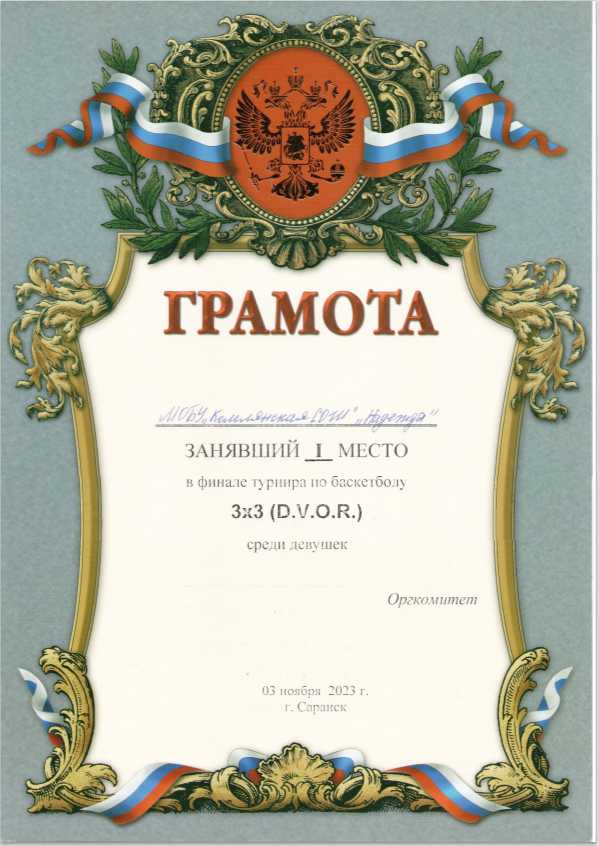 ГРАМОТА
МОБУ „Кемлянская СОШ" „Надежда"
ЗАНЯВШИЙ I МЕСТО
в финале турнира по баскетболу
3х3 (D.V.O.R.)
среди девушек
Оргкомитет
03 ноября 2023 г.
г. Саранск